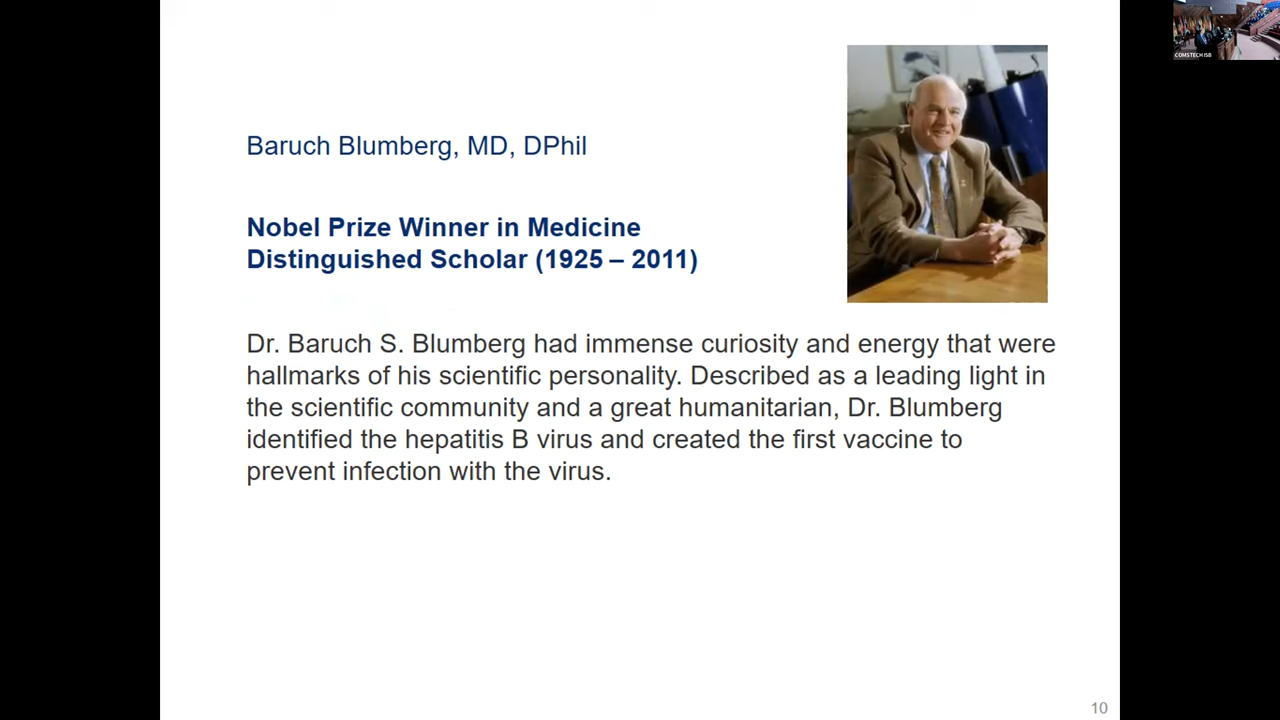 COMSTECH ISB
Baruch Blumberg, MD, DPhil
Nobel Prize Winner in Medicine
Distinguished Scholar (1925 – 2011)
Dr. Baruch S. Blumberg had immense curiosity and energy that were
hallmarks of his scientific personality. Described as a leading light in
the scientific community and a great humanitarian, Dr. Blumberg
identified the hepatitis B virus and created the first vaccine to
prevent infection with the virus.
10